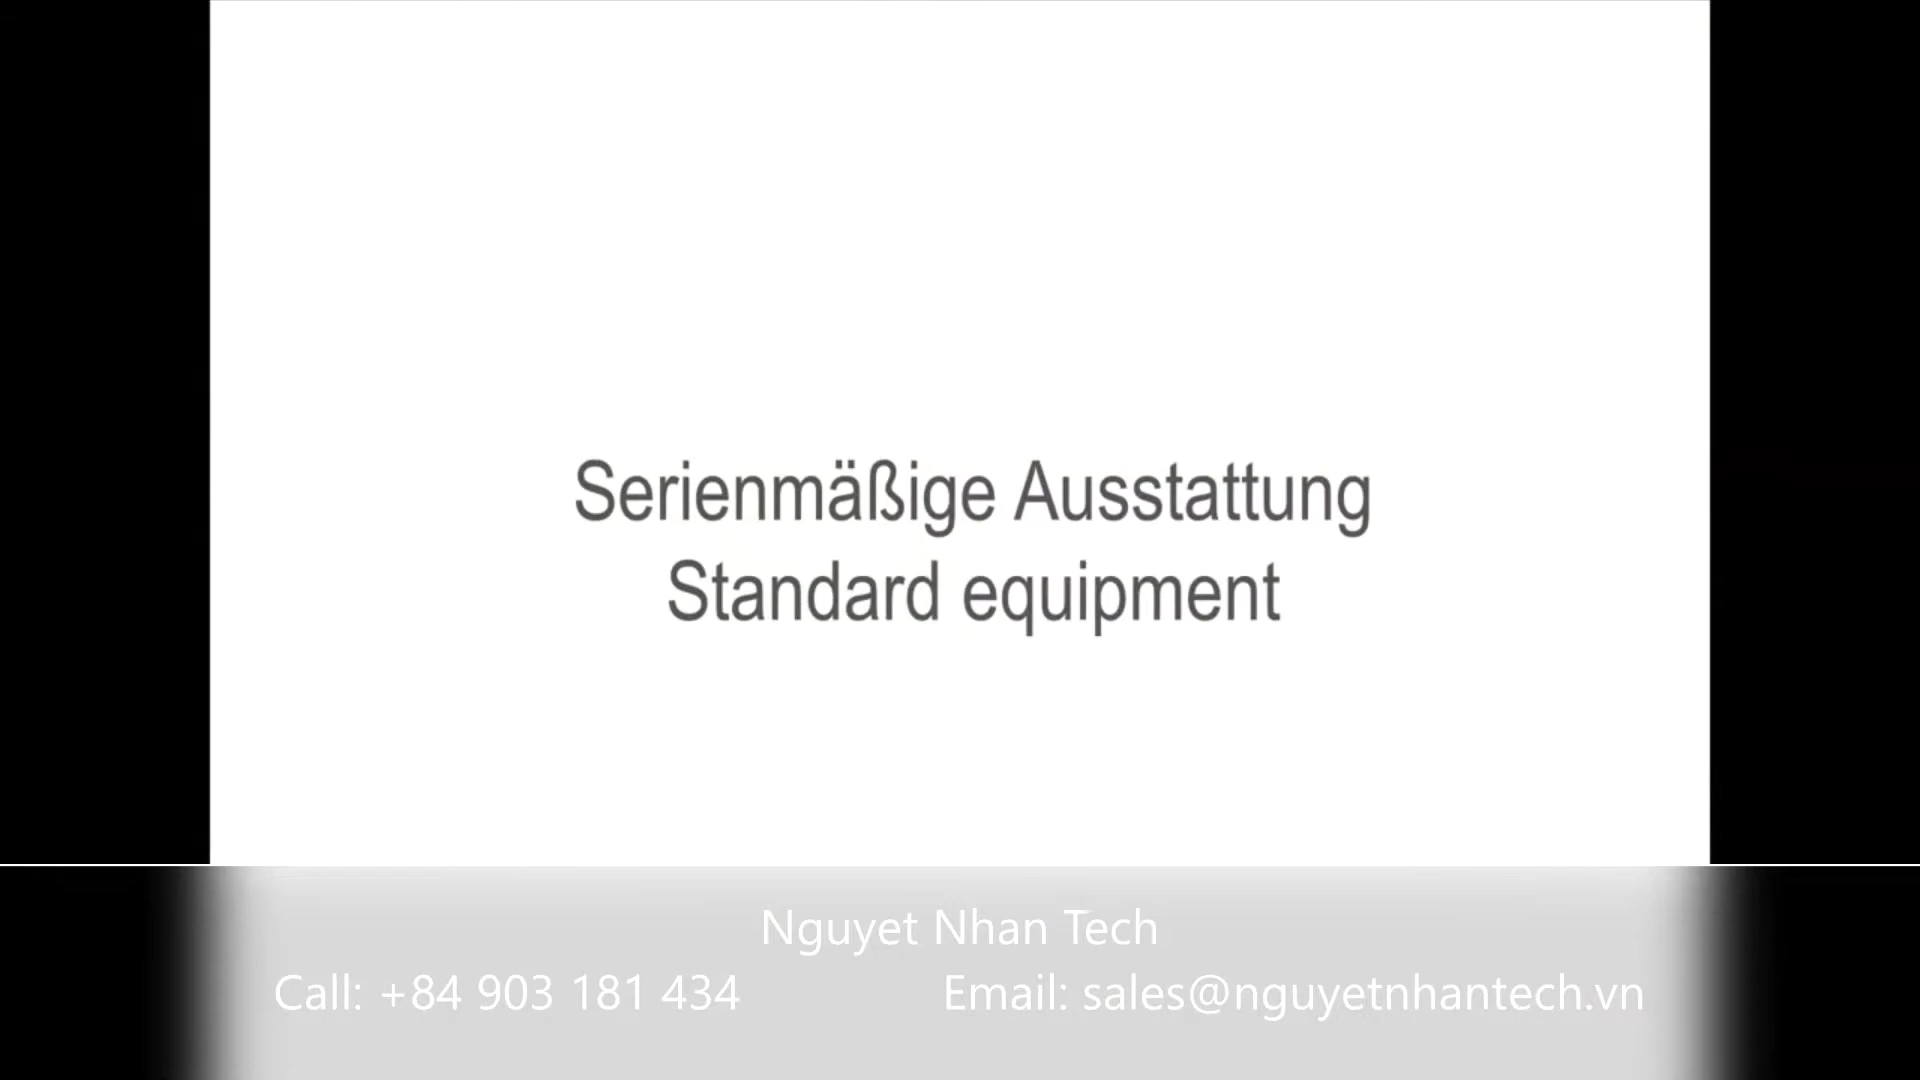 Serienmäßige Ausstattung
Standard equipment
Nguyet Nhan Tech
Call: +84 903 181 434 Email: sales@nguyetnhantech.vn